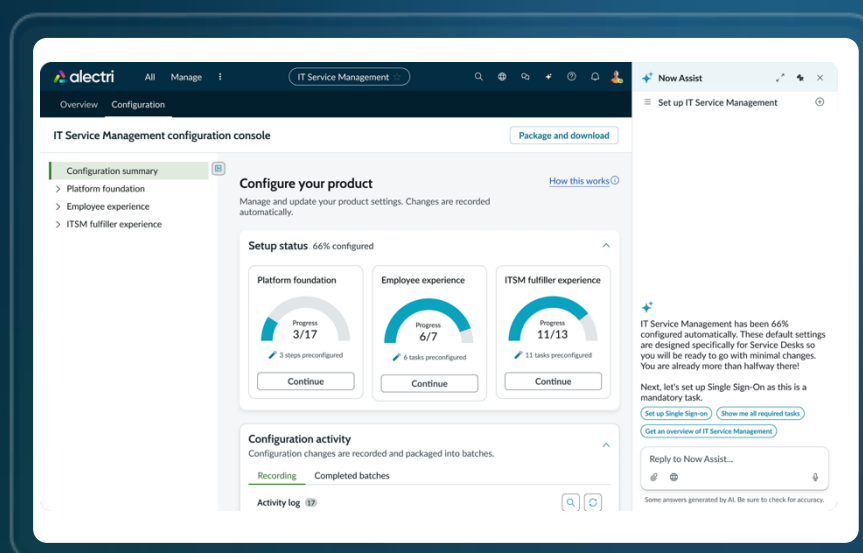 alectri
All Manage
IT Service Management
Overview Configuration
IT Service Management configuration console
Package and download
Configuration summary
Platform foundation
Employee experience
ITSM fulfiller experience
Configure your product
How this works
Manage and update your product settings. Changes are recorded
automatically.
Setup status 66% configured
Platform foundation
Progress
3/17
3 steps preconfigured
Continue
Employee experience
Progress
6/7
6 tasks preconfigured
Continue
ITSM fulfiller experience
Progress
11/13
11 tasks preconfigured
Continue
Configuration activity
Configuration changes are recorded and packaged into batches.
Recording Completed batches
Activity log 17
Now Assist
Set up IT Service Management
IT Service Management has been 66%
configured automatically. These default settings
are designed specifically for Service Desks so
you will be ready to go with minimal changes.
You are already more than halfway there!
Next, let's set up Single Sign-On as this is a
mandatory task.
Set up Single Sign-on Show me all required tasks
Get an overview of IT Service Management
Reply to Now Assist...
Some answers generated by AI. Be sure to check for accuracy.